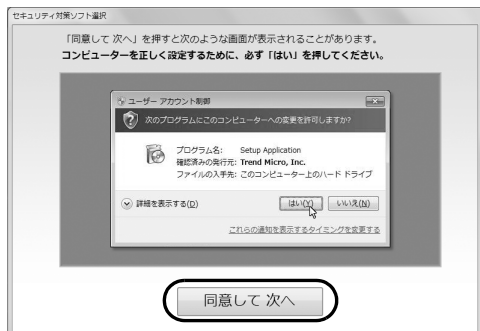 セキュリティ対策ソフト選択
「同意して 次へ」を押すと次のような画面が表示されることがあります。
コンピューターを正しく設定するために、必ず「はい」を押してください。
ユーザー アカウント制御
次のプログラムにこのコンピューターへの変更を許可しますか?
プログラム名: Setup Application
確認済みの発行元: Trend Micro, Inc.
ファイルの入手先: このコンピューター上のハード ドライブ
詳細を表示する(D)
はい(Y)
いいえ(N)
これらの通知を表示するタイミングを変更する
同意して 次へ